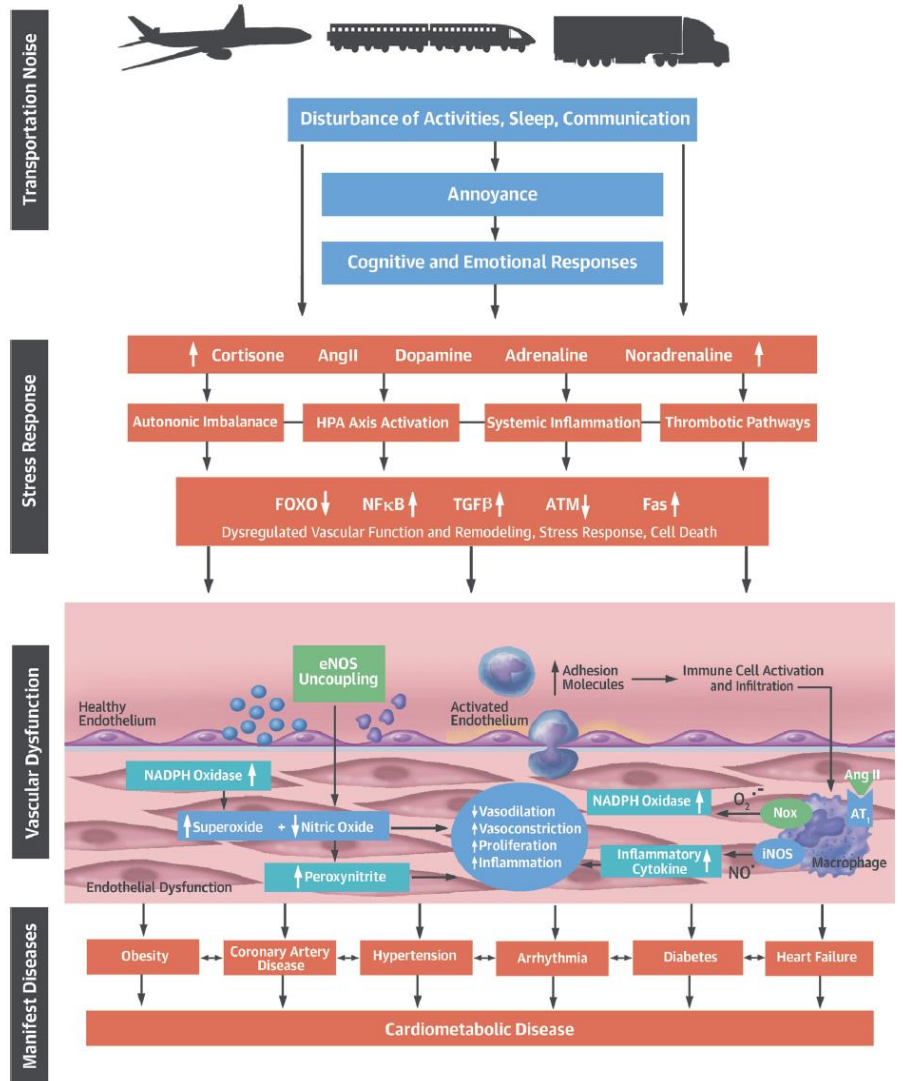 Transportation Noise
Disturbance of Activities, Sleep, Communication
Annoyance
Cognitive and Emotional Responses
Stress Response
↑ Cortisone AngII Dopamine Adrenaline Noradrenaline ↑
Autononic Imbalanace
HPA Axis Activation
Systemic Inflammation
Thrombotic Pathways
FOXO↓ NFκB↑ TGFβ↑ ATM↓ Fas↑
Dysregulated Vascular Function and Remodeling, Stress Response, Cell Death
Vascular Dysfunction
eNOS
Uncoupling
Healthy
Endothelium
Activated
Endothelium
↑ Adhesion
Molecules
Immune Cell Activation
and Infiltration
NADPH Oxidase ↑
↑Superoxide + ↓Nitric Oxide
↑Peroxynitrite
Endothelial Dysfunction
↓Vasodilation
↑Vasoconstriction
↑Proliferation
↑Inflammation
NADPH Oxidase ↑
O₂•-
Nox
Ang II
AT₁
Inflammatory
Cytokine ↑
NO•
iNOS
Macrophage
Manifest Diseases
Obesity
Coronary Artery
Disease
Hypertension
Arrhythmia
Diabetes
Heart Failure
Cardiometabolic Disease